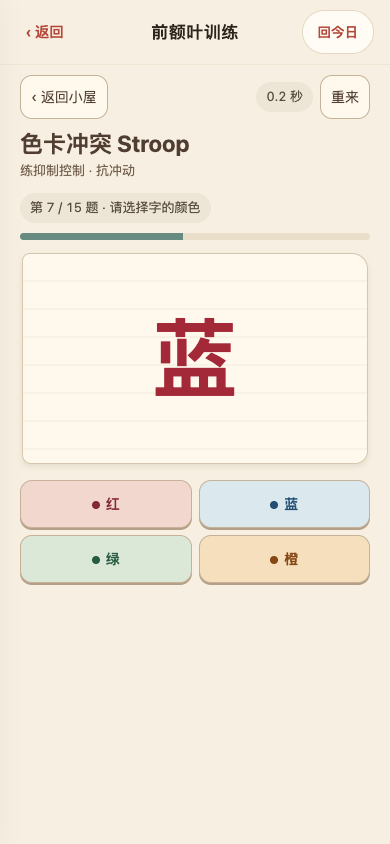 ‹ 返回 前额叶训练 回今日
‹ 返回小屋 0.2 秒 重来
色卡冲突 Stroop
练抑制控制 · 抗冲动
第 7 / 15 题 · 请选择字的颜色
蓝
红 蓝
绿 橙